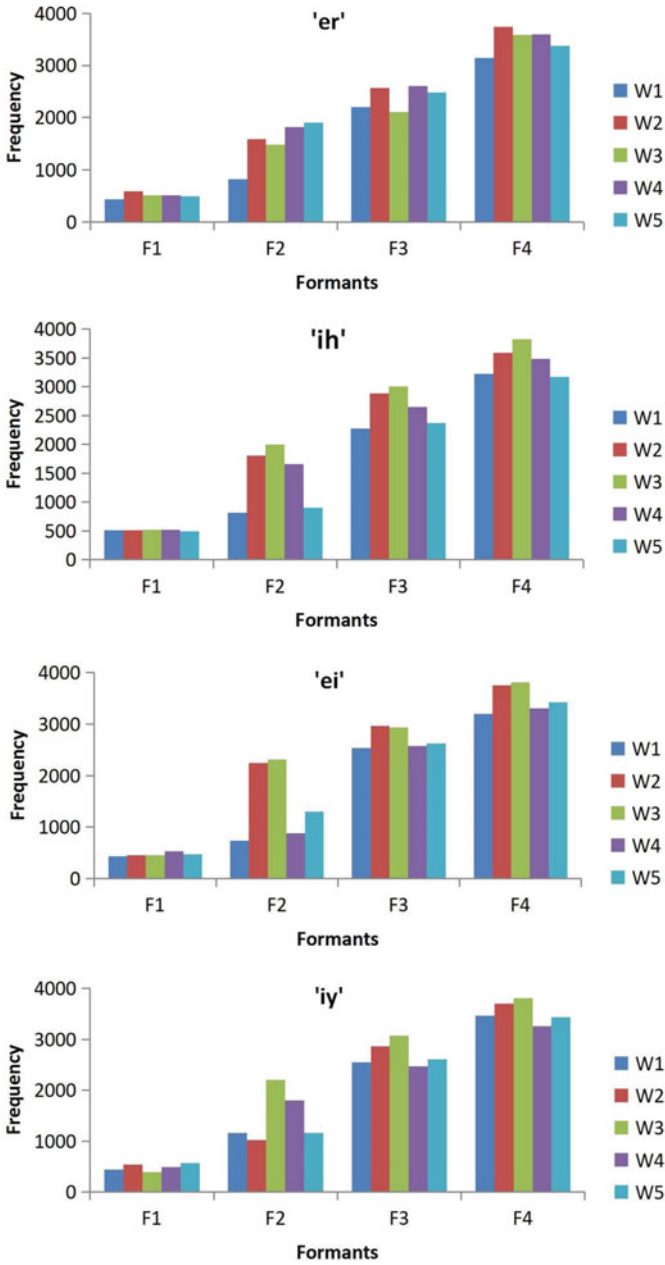 'er'
4000
3000
2000
1000
0
Frequency
F1 F2 F3 F4
Formants
W1
W2
W3
W4
W5
'ih'
4000
3500
3000
2500
2000
1500
1000
500
0
Frequency
F1 F2 F3 F4
Formants
W1
W2
W3
W4
W5
'ei'
4000
3000
2000
1000
0
Frequency
F1 F2 F3 F4
Formants
W1
W2
W3
W4
W5
'iy'
4000
3000
2000
1000
0
Frequency
F1 F2 F3 F4
Formants
W1
W2
W3
W4
W5